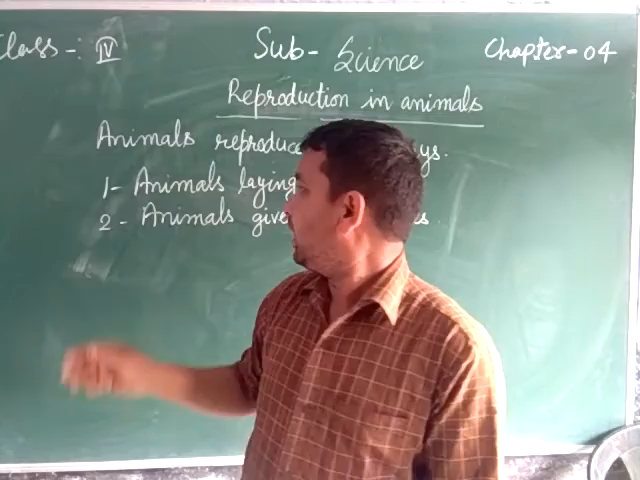 Class-: IV Sub- Science Chapter-04
Reproduction in animals
Animals reproduce ys.
1- Animals laying
2- Animals give s.